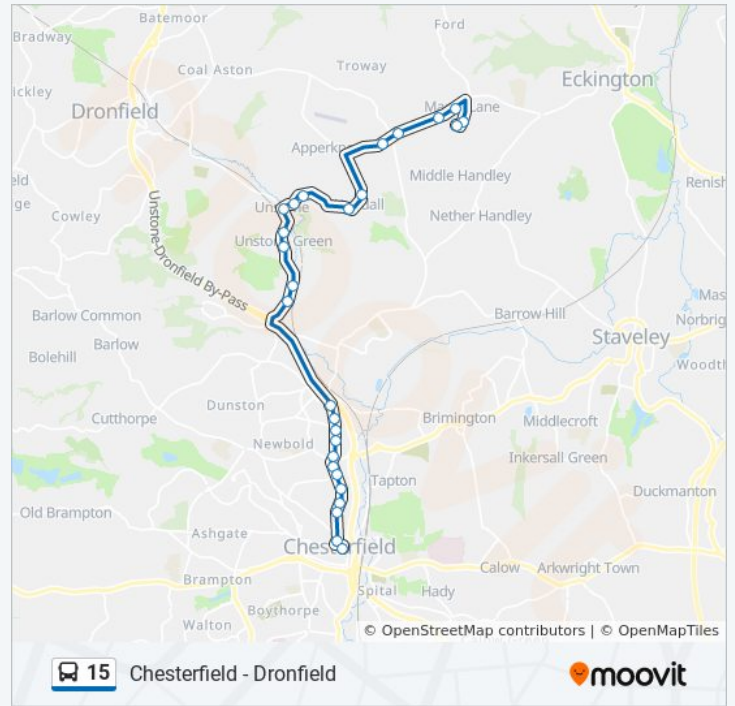 Batemoor
Ford
Bradway
Coal Aston
Troway
Eckington
Dronfield
Lane
Apperkn
Middle Handley
Renish
Cowley
Nether Handley
Unstone-Dronfield By-Pass
Green
Barlow Common
Barrow Hill
Barlow
Staveley
Bolehill
Dunston
Cutthorpe
Brimington
Middlecroft
Newbold
Inkersall Green
Tapton
Duckmanton
Old Brampton
Ashgate
Chesterfield
Calow
Arkwright Town
Brampton
Spital
Hady
Boythorpe
Walton
© OpenStreetMap contributors | © OpenMapTiles
15 Chesterfield - Dronfield
moovit